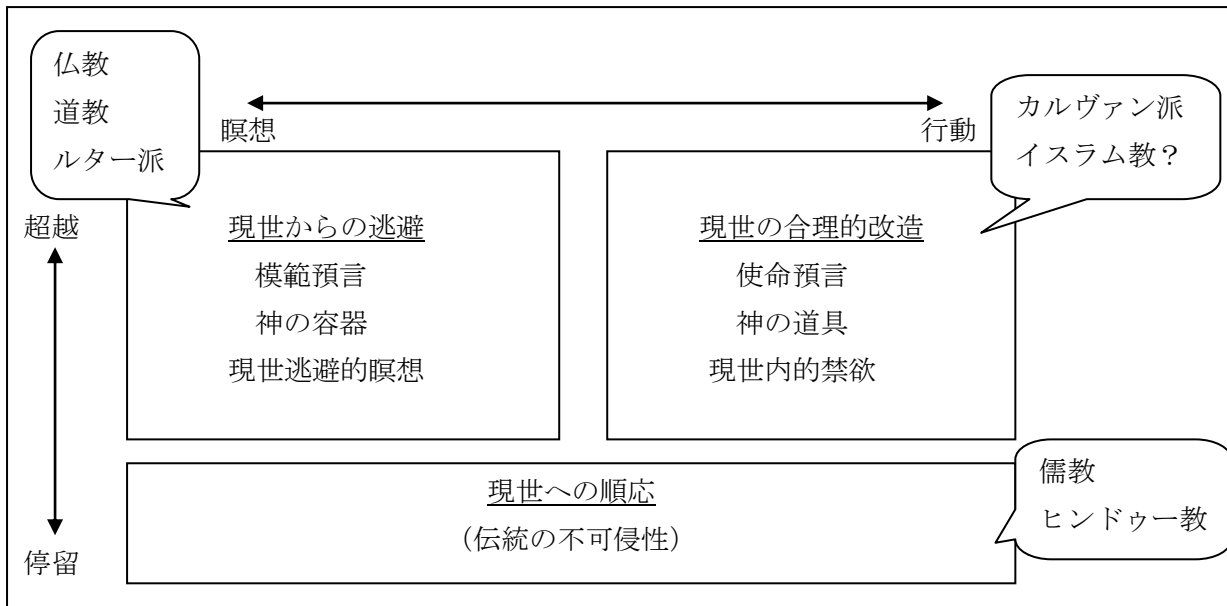 仏教
道教
ルター派
瞑想
行動
カルヴァン派
イスラム教？
超越
停留
現世からの逃避
模範預言
神の容器
現世逃避的瞑想
現世の合理的改造
使命預言
神の道具
現世内的禁欲
現世への順応
（伝統の不可侵性）
儒教
ヒンドゥー教